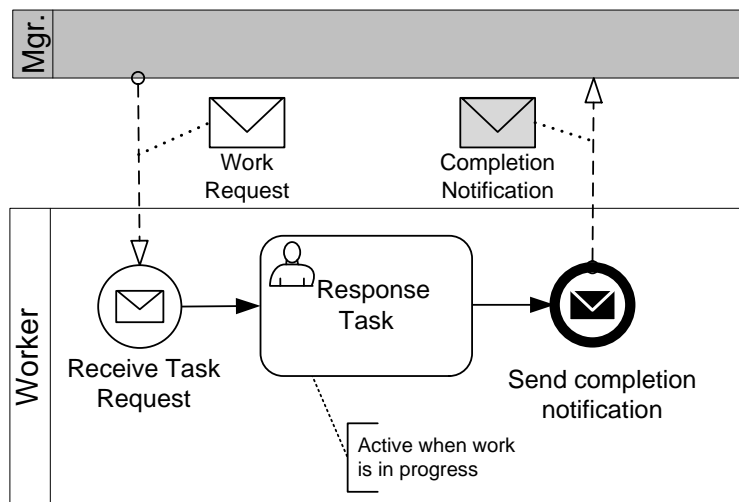 Mgr.
Work
Request
Completion
Notification
Worker
Receive Task
Request
Response
Task
Send completion
notification
Active when work
is in progress